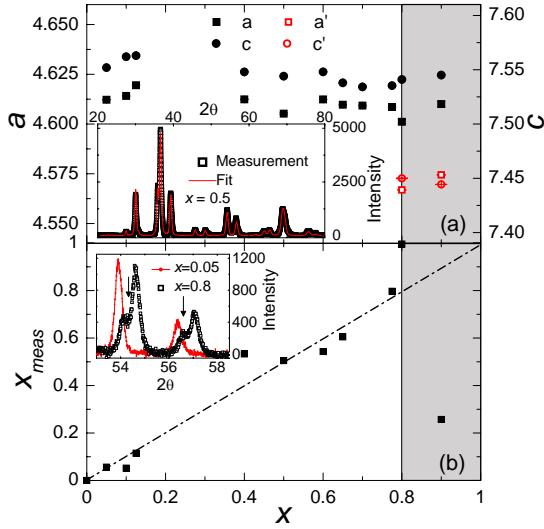 a a'
c c'
4.650
4.625
4.600
4.575
4.550
a
7.60
7.55
7.50
7.45
7.40
c
20 40 60 80
2θ
5000
2500
0
Intensity
Measurement
Fit
x = 0.5
(a)
1
0.8
0.6
0.4
0.2
0
x meas
x=0.05
x=0.8
1200
800
400
0
Intensity
54 56 58
2θ
(b)
0 0.2 0.4 0.6 0.8 1
x